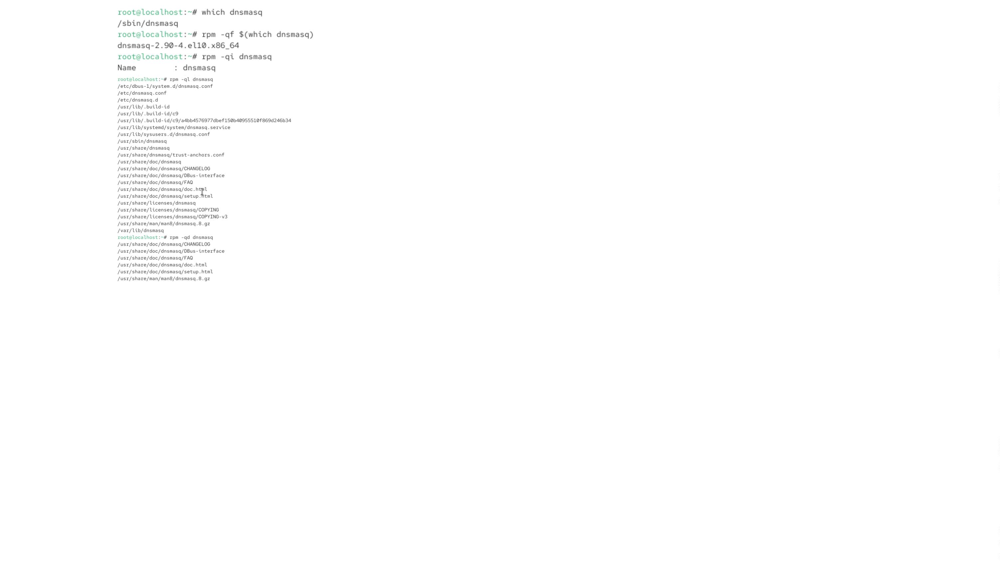 root@localhost:~# which dnsmasq
/sbin/dnsmasq
root@localhost:~# rpm -qf $(which dnsmasq)
dnsmasq-2.90-4.el10.x86_64
root@localhost:~# rpm -qi dnsmasq
Name        : dnsmasq
root@localhost:~# rpm -ql dnsmasq
/etc/dbus-1/system.d/dnsmasq.conf
/etc/dnsmasq.conf
/etc/dnsmasq.d
/usr/lib/.build-id
/usr/lib/.build-id/c9
/usr/lib/.build-id/c9/a4bb4576977dbef150b40955510f869d246b34
/usr/lib/systemd/system/dnsmasq.service
/usr/lib/sysusers.d/dnsmasq.conf
/usr/sbin/dnsmasq
/usr/share/dnsmasq
/usr/share/dnsmasq/trust-anchors.conf
/usr/share/doc/dnsmasq
/usr/share/doc/dnsmasq/CHANGELOG
/usr/share/doc/dnsmasq/DBus-interface
/usr/share/doc/dnsmasq/FAQ
/usr/share/doc/dnsmasq/doc.html
/usr/share/doc/dnsmasq/setup.html
/usr/share/licenses/dnsmasq
/usr/share/licenses/dnsmasq/COPYING
/usr/share/licenses/dnsmasq/COPYING-v3
/usr/share/man/man8/dnsmasq.8.gz
/var/lib/dnsmasq
root@localhost:~# rpm -qd dnsmasq
/usr/share/doc/dnsmasq/CHANGELOG
/usr/share/doc/dnsmasq/DBus-interface
/usr/share/doc/dnsmasq/FAQ
/usr/share/doc/dnsmasq/doc.html
/usr/share/doc/dnsmasq/setup.html
/usr/share/man/man8/dnsmasq.8.gz